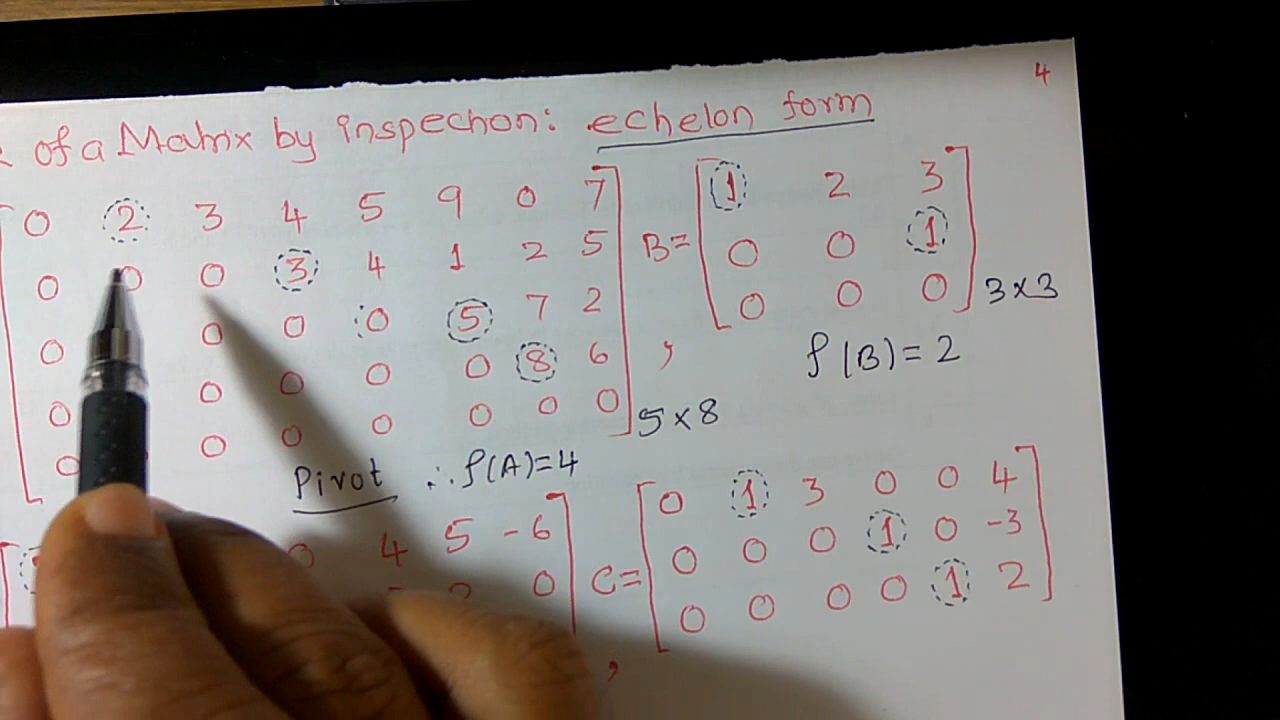 4
of a Matrix by inspection: echelon form
0 2 3 4 5 9 0 7
0 0 0 3 4 1 2 5
0 0 0 0 5 7 2
0 0 0 0 0 8 6
0 0 0 0 0 0 0
5×8
,
B= 1 2 3
0 0 1
0 0 0
3×3
ρ(B)=2
Pivot ∴ρ(A)=4
0 4 5 -6
0
,
C= 0 1 3 0 0 4
0 0 0 1 0 -3
0 0 0 0 1 2